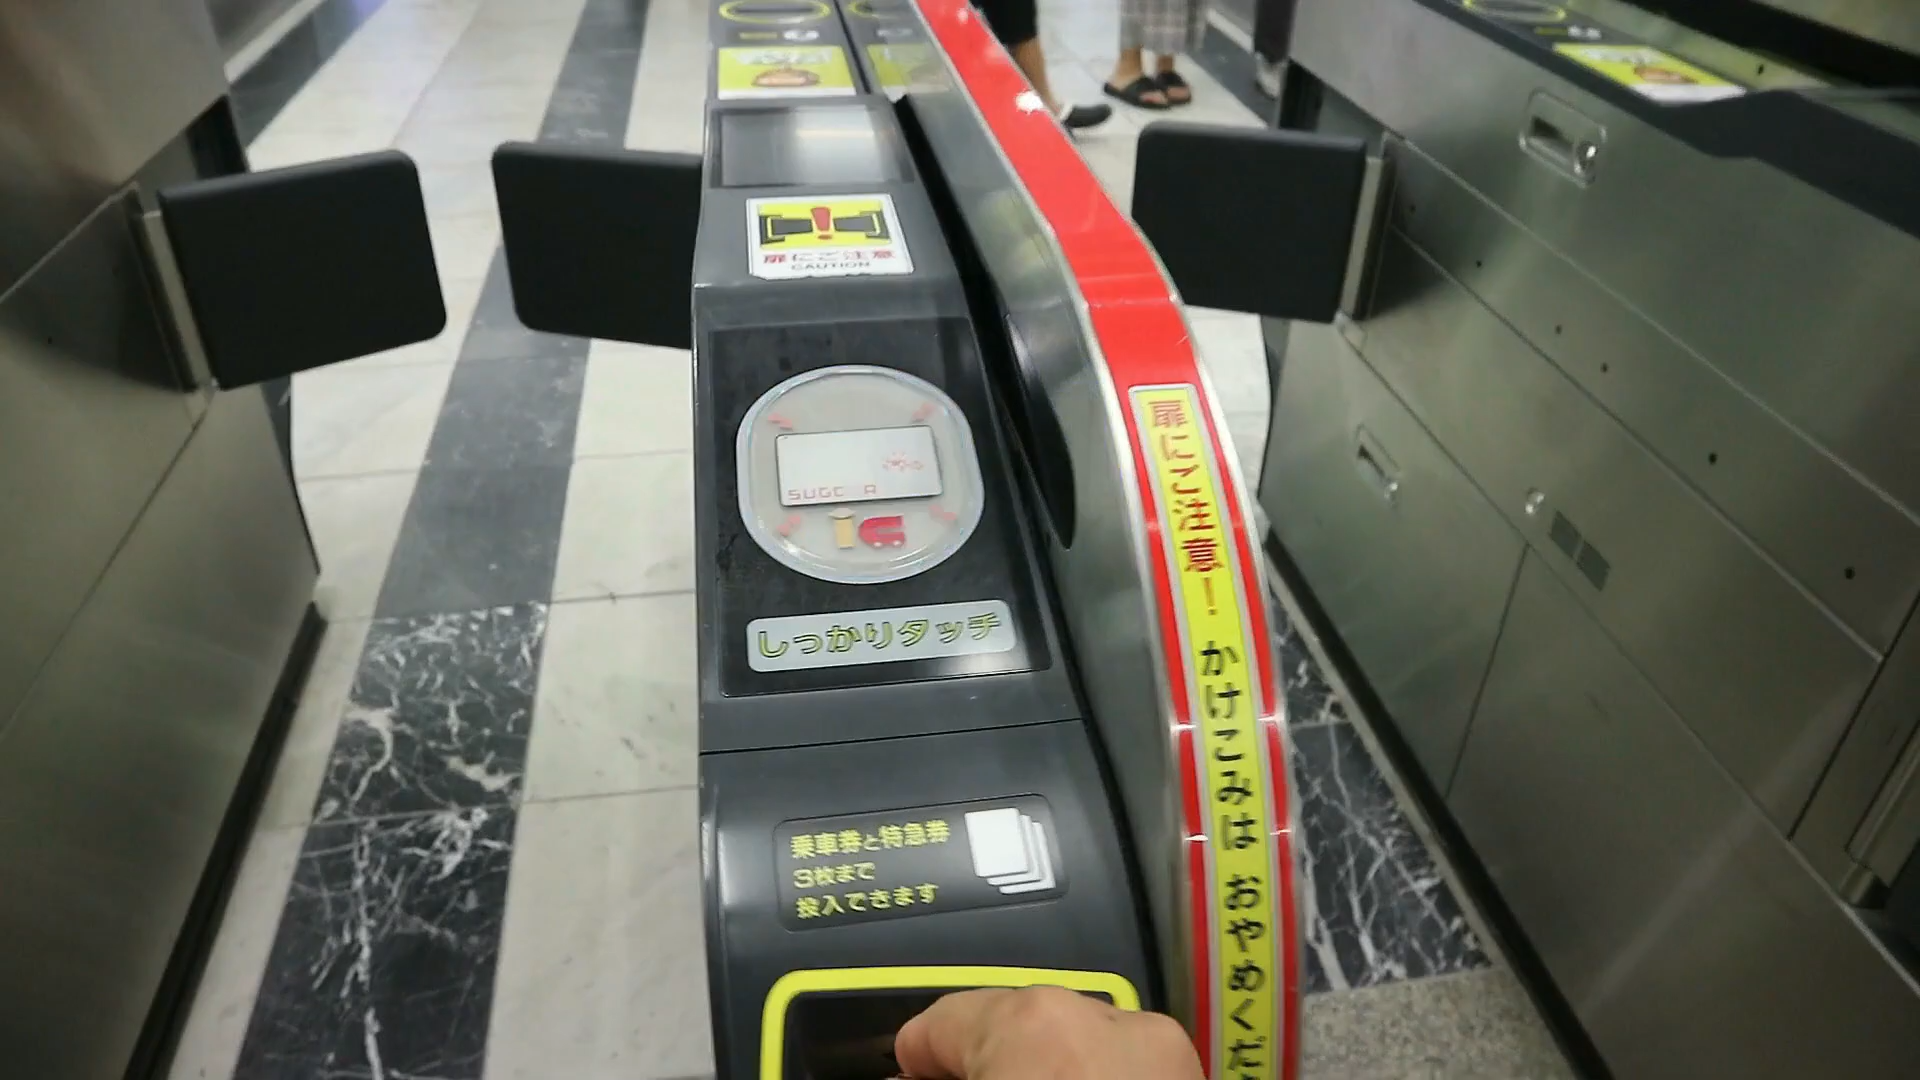 扉にご注意
CAUTION
しっかりタッチ
乗車券と特急券
3枚まで
投入できます
扉にご注意! かけこみは おやめくだ